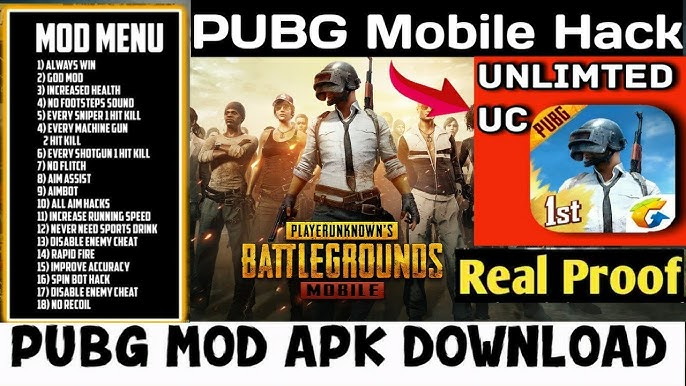 MOD MENU
1) ALWAYS WIN
2) GOD MOD
3) INCREASED HEALTH
4) NO FOOTSTEPS SOUND
5) EVERY SNIPER 1 HIT KILL
4) EVERY MACHINE GUN
2 HIT KILL
6) EVERY SHOTGUN 1 HIT KILL
7) NO FLITCH
8) AIM ASSIST
9) AIMBOT
10) ALL AIM HACKS
11) INCREASE RUNNING SPEED
12) NEVER NEED SPORTS DRINK
13) DISABLE ENEMY CHEAT
14) RAPID FIRE
15) IMPROVE ACCURACY
16) SPIN BOT HACK
17) DISABLE ENEMY CHEAT
18) NO RECOIL
PUBG Mobile Hack
UNLIMTED
UC
PUBG
1st
PLAYERUNKNOWN'S
BATTLEGROUNDS
MOBILE
Real Proof
PUBG MOD APK DOWNLOAD